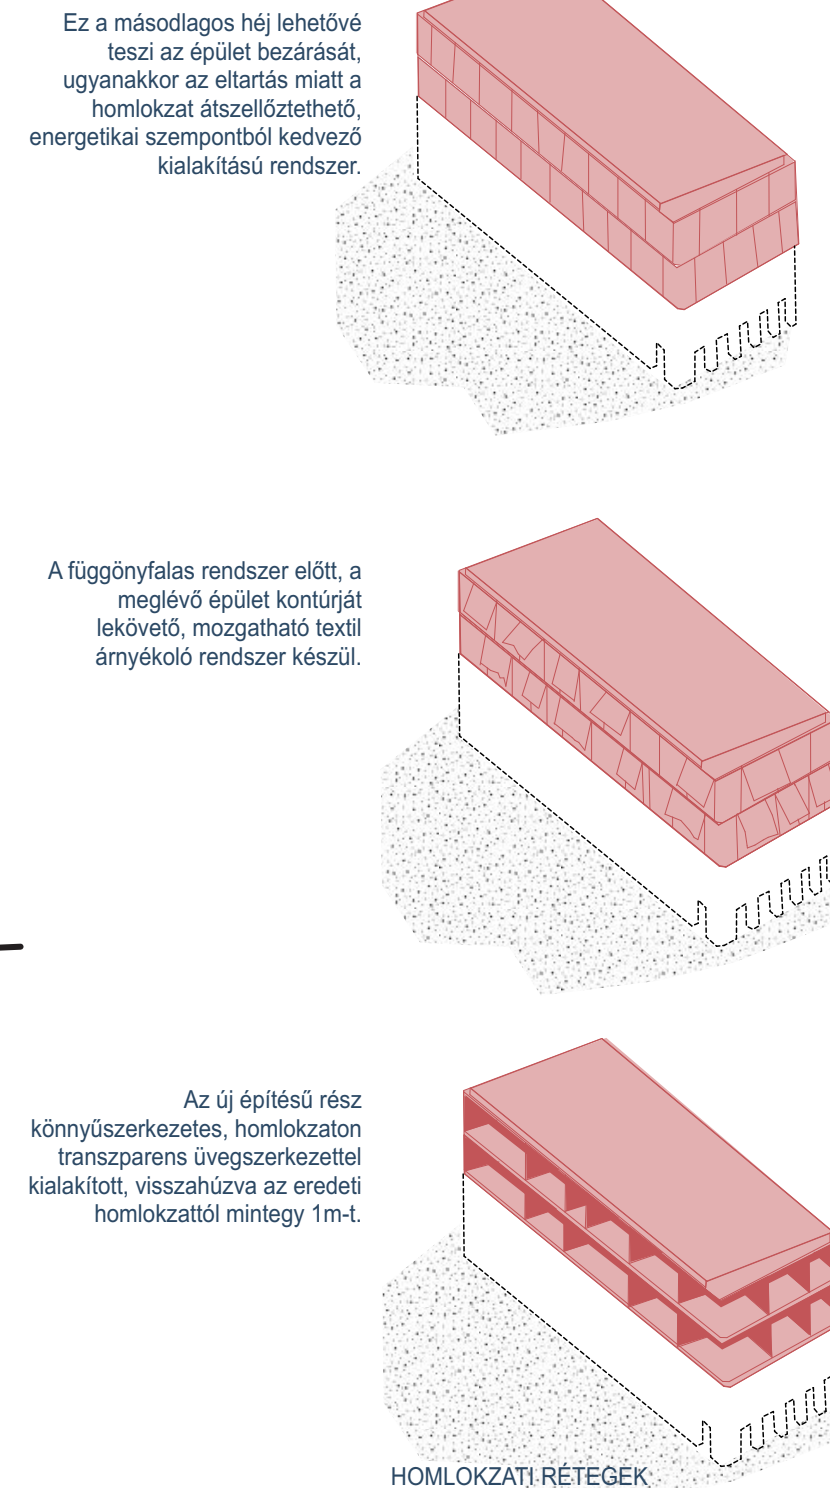 Ez a másodlagos héj lehetővé
teszi az épület bezárását,
ugyanakkor az eltartás miatt a
homlokzat átszellőztethető,
energetikai szempontból kedvező
kialakítású rendszer.
A függönyfalas rendszer előtt, a
meglévő épület kontúrját
lekövető, mozgatható textil
árnyékoló rendszer készül.
Az új építésű rész
könnyűszerkezetes, homlokzaton
transzparens üvegszerkezettel
kialakított, visszahúzva az eredeti
homlokzattól mintegy 1m-t.
HOMLOKZATI RÉTEGEK